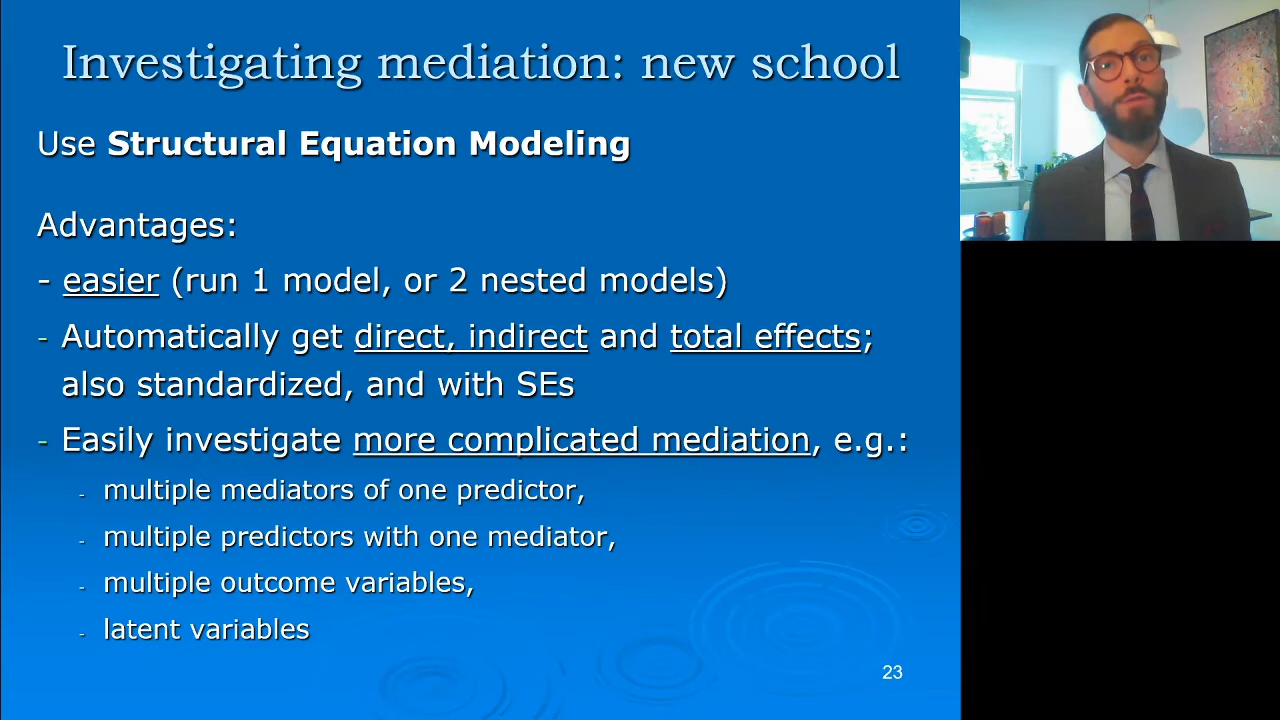 Investigating mediation: new school
Use Structural Equation Modeling
Advantages:
- easier (run 1 model, or 2 nested models)
- Automatically get direct, indirect and total effects;
also standardized, and with SEs
- Easily investigate more complicated mediation, e.g.:
- multiple mediators of one predictor,
- multiple predictors with one mediator,
- multiple outcome variables,
- latent variables
23